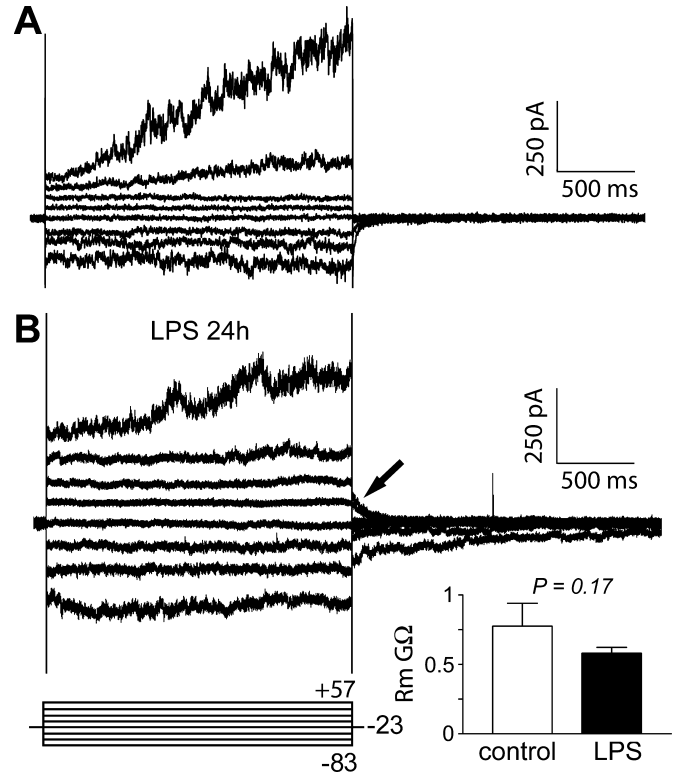 A
250 pA
500 ms
B
LPS 24h
250 pA
500 ms
P = 0.17
1
0.5
0
Rm GΩ
control
LPS
+57
-23
-83